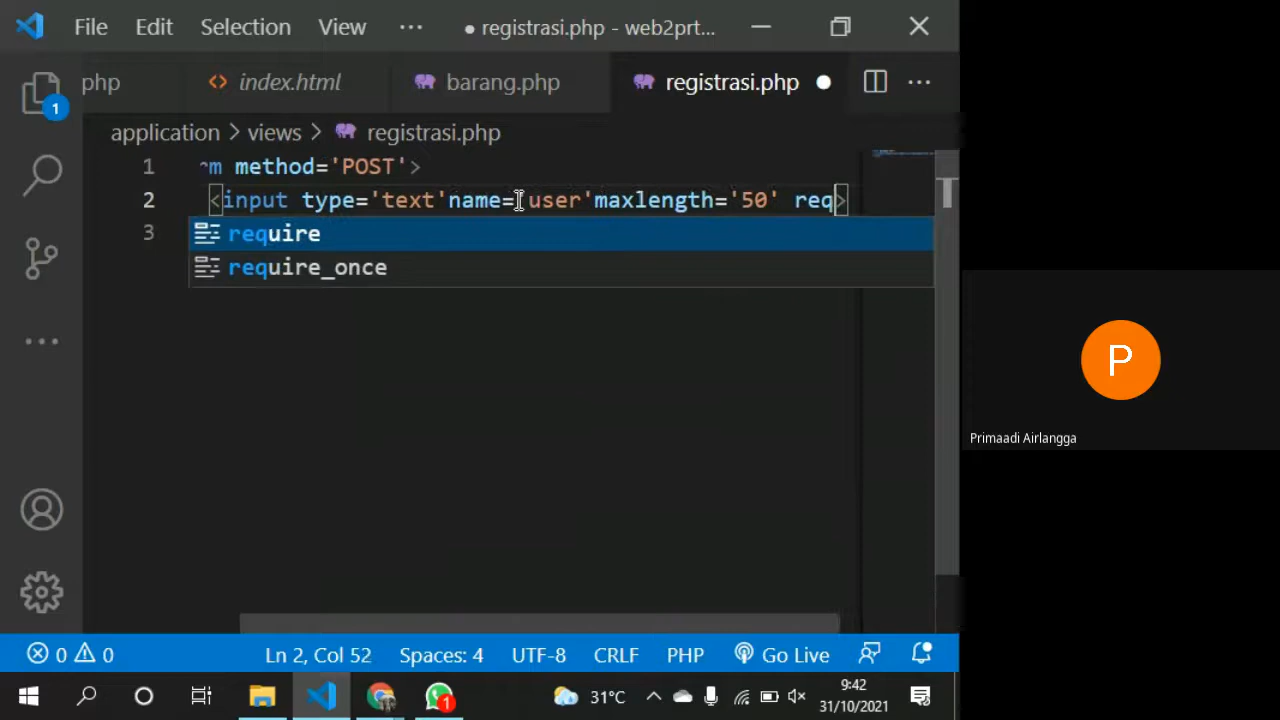 File Edit Selection View ··· ● registrasi.php - web2prt...
php index.html barang.php registrasi.php
application > views > registrasi.php
1 m method='POST'>
2 <input type='text'name='user'maxlength='50' req>
require
3
require_once
1
P
Primaadi Airlangga
0 0 Ln 2, Col 52 Spaces: 4 UTF-8 CRLF PHP Go Live
1 31°C 9:42
31/10/2021